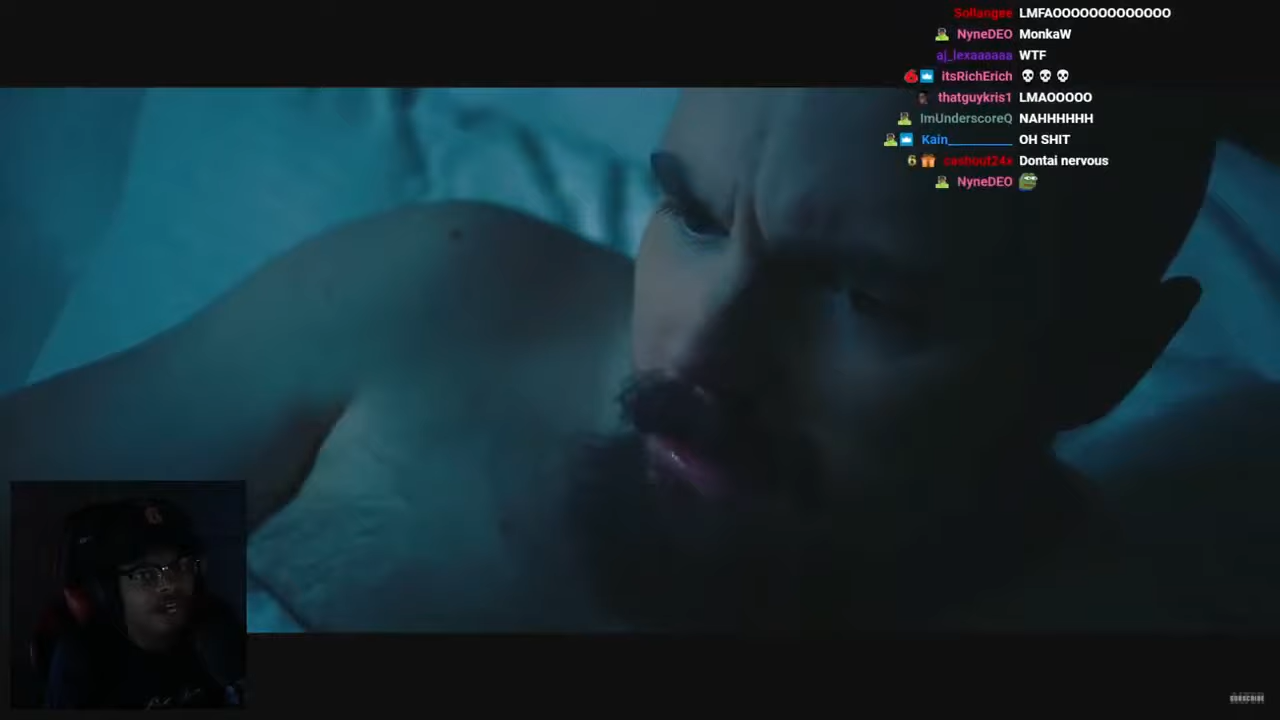 Sollangee LMFAOOOOOOOOOOOOO
NyneDEO MonkaW
aj_lexaaaaaa WTF
itsRichErich 💀 💀 💀
thatguykris1 LMAOOOOO
ImUnderscoreQ NAHHHHHH
Kain_________ OH SHIT
6 cashout24x Dontai nervous
NyneDEO
SUBSCRIBE